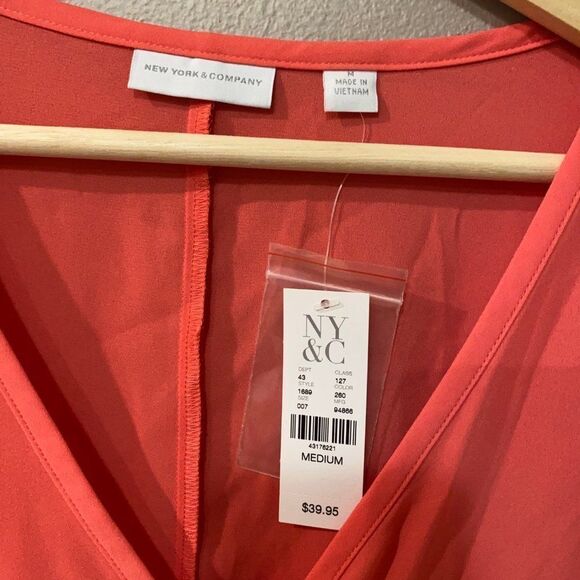 NEW YORK & COMPANY
M
MADE IN
VIETNAM
NY
&C
DEPT CLASS
43 127
STYLE COLOR
1689 260
SIZE MFG
007 94866
43176221
MEDIUM
$39.95